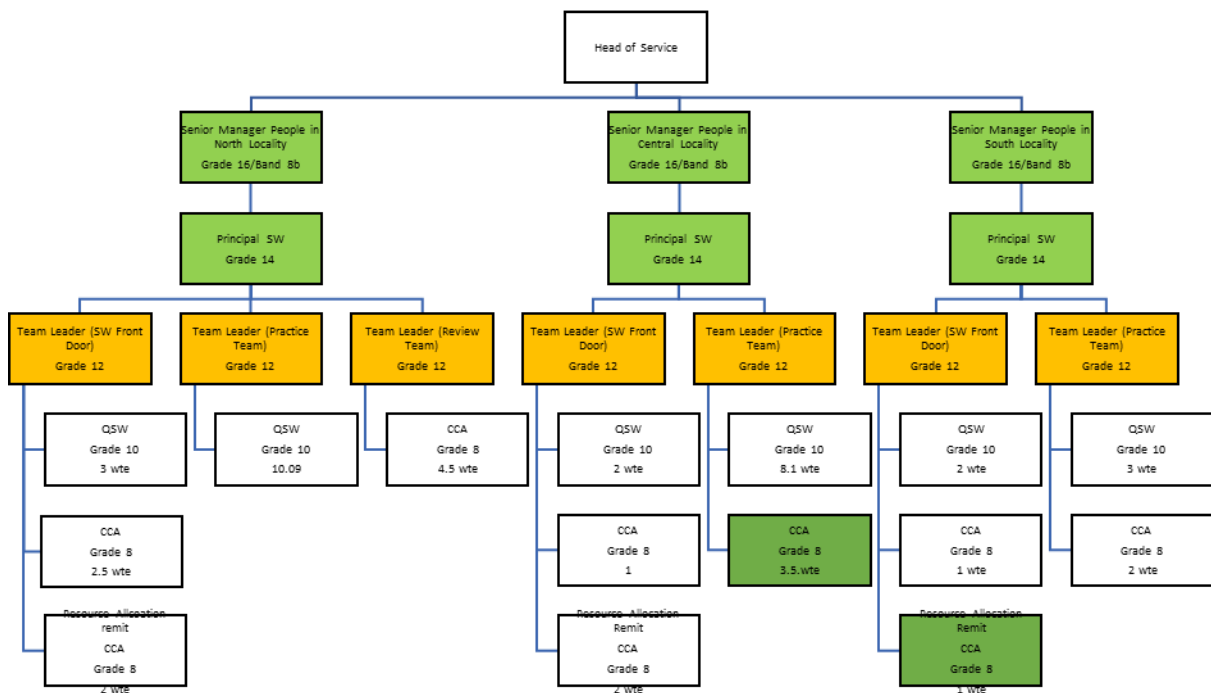 Head of Service
Senior Manager People in
North Locality
Grade 16/Band 8b
Senior Manager People in
Central Locality
Grade 16/Band 8b
Senior Manager People in
South Locality
Grade 16/Band 8b
Principal SW
Grade 14
Principal SW
Grade 14
Principal SW
Grade 14
Team Leader (SW Front
Door)
Grade 12
Team Leader (Practice
Team)
Grade 12
Team Leader (Review
Team)
Grade 12
Team Leader (SW Front
Door)
Grade 12
Team Leader (Practice
Team)
Grade 12
Team Leader (SW Front
Door)
Grade 12
Team Leader (Practice
Team)
Grade 12
QSW
Grade 10
3 wte
QSW
Grade 10
10.09
CCA
Grade 8
4.5 wte
QSW
Grade 10
2 wte
QSW
Grade 10
8.1 wte
QSW
Grade 10
2 wte
QSW
Grade 10
3 wte
CCA
Grade 8
2.5 wte
CCA
Grade 8
1
CCA
Grade 8
3.5.wte
CCA
Grade 8
1 wte
CCA
Grade 8
2 wte
Resource Allocation
remit
CCA
Grade 8
2 wte
Resource Allocation
Remit
CCA
Grade 8
2 wte
Resource Allocation
Remit
CCA
Grade 8
1 wte